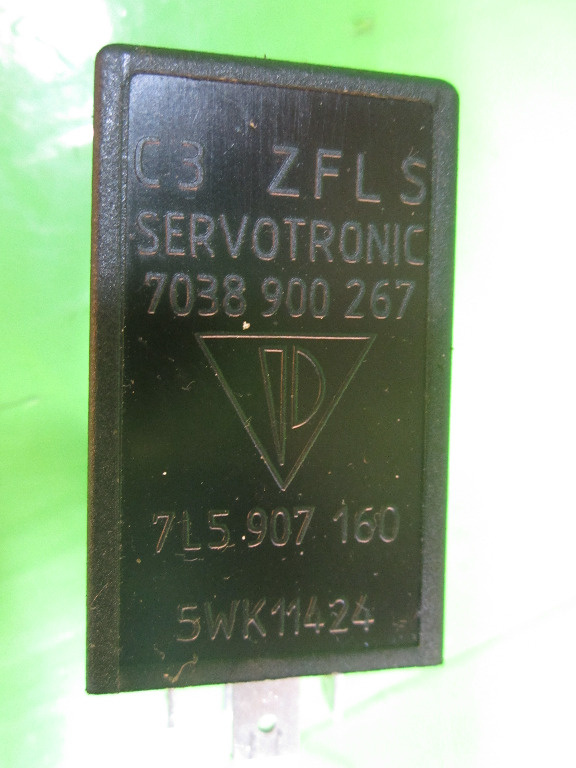 C3 ZFLS
SERVOTRONIC
7038 900 267
7L5 907 160
5WK11424